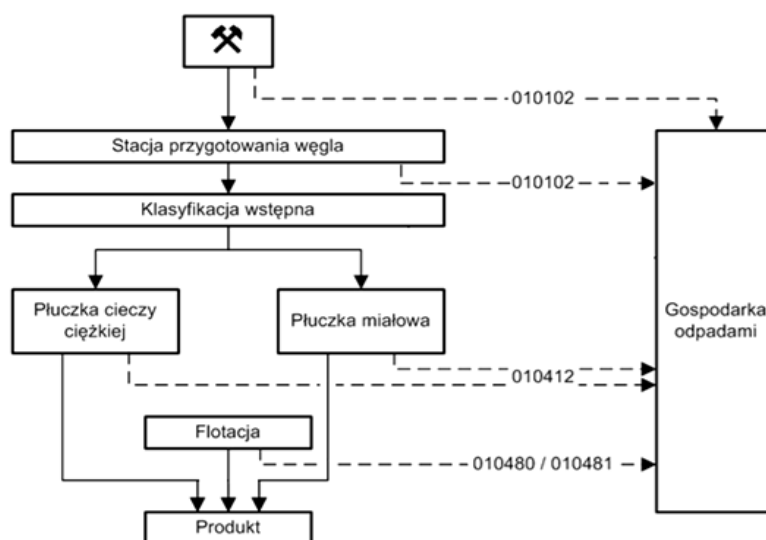 010102
Stacja przygotowania węgla
010102
Klasyfikacja wstępna
Płuczka cieczy
ciężkiej
Płuczka miałowa
Gospodarka
odpadami
010412
Flotacja
010480 / 010481
Produkt